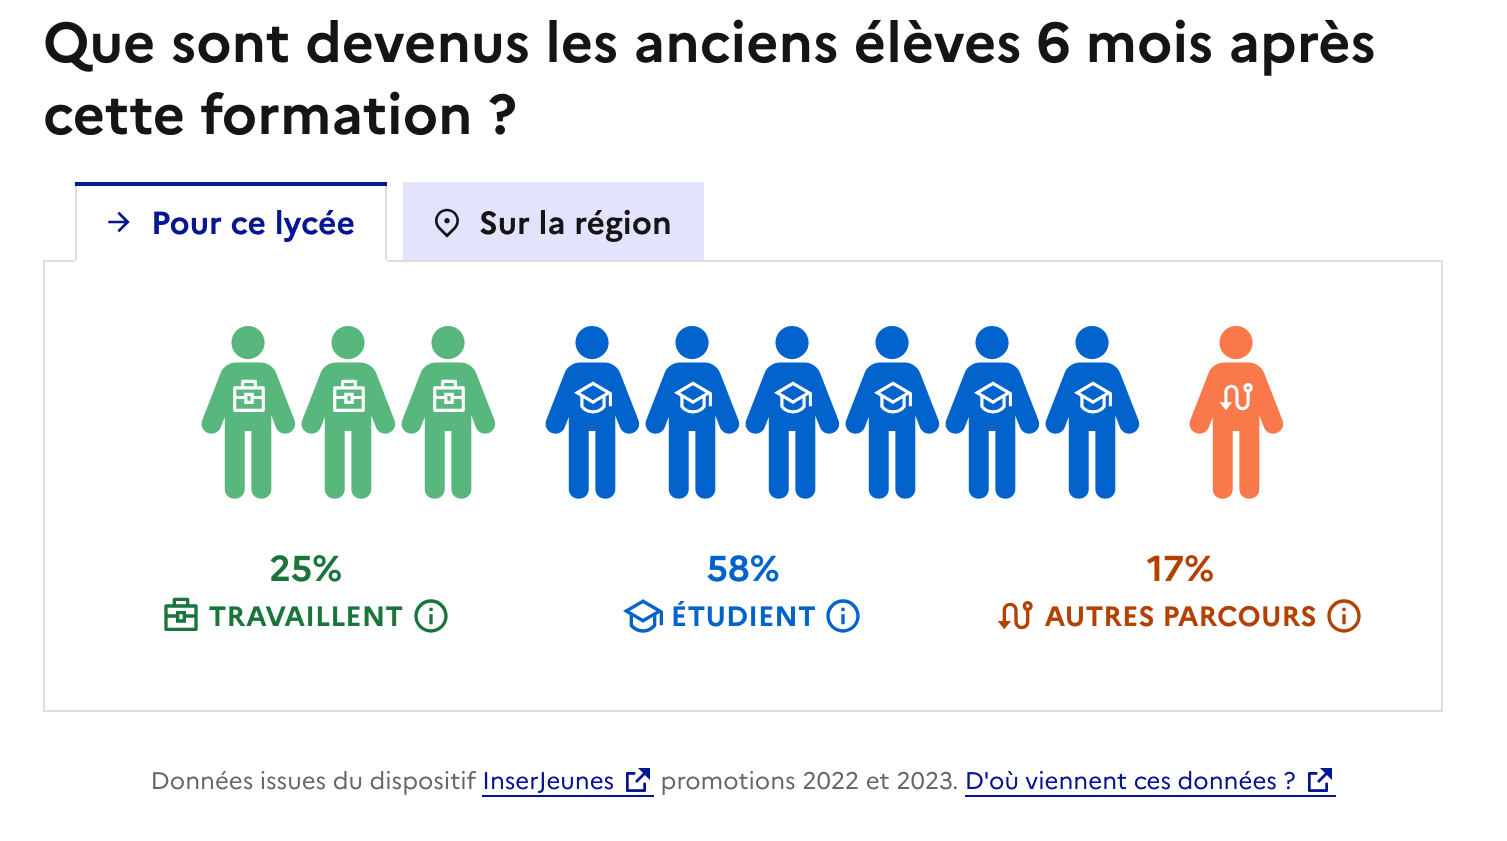 Que sont devenus les anciens élèves 6 mois après
cette formation ?
Pour ce lycée
Sur la région
25%
TRAVAILLENT
58%
ÉTUDIENT
17%
AUTRES PARCOURS
Données issues du dispositif InserJeunes promotions 2022 et 2023. D'où viennent ces données ?